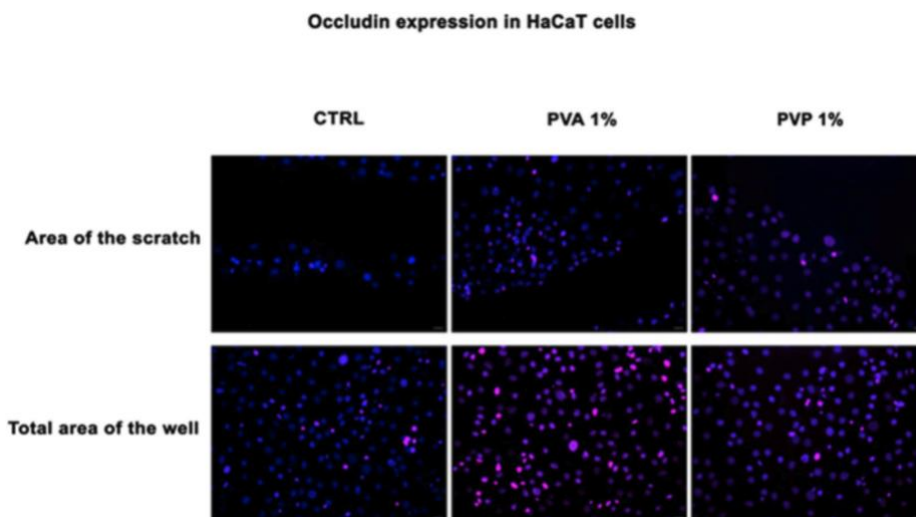 Occludin expression in HaCaT cells
CTRL PVA 1% PVP 1%
Area of the scratch
Total area of the well